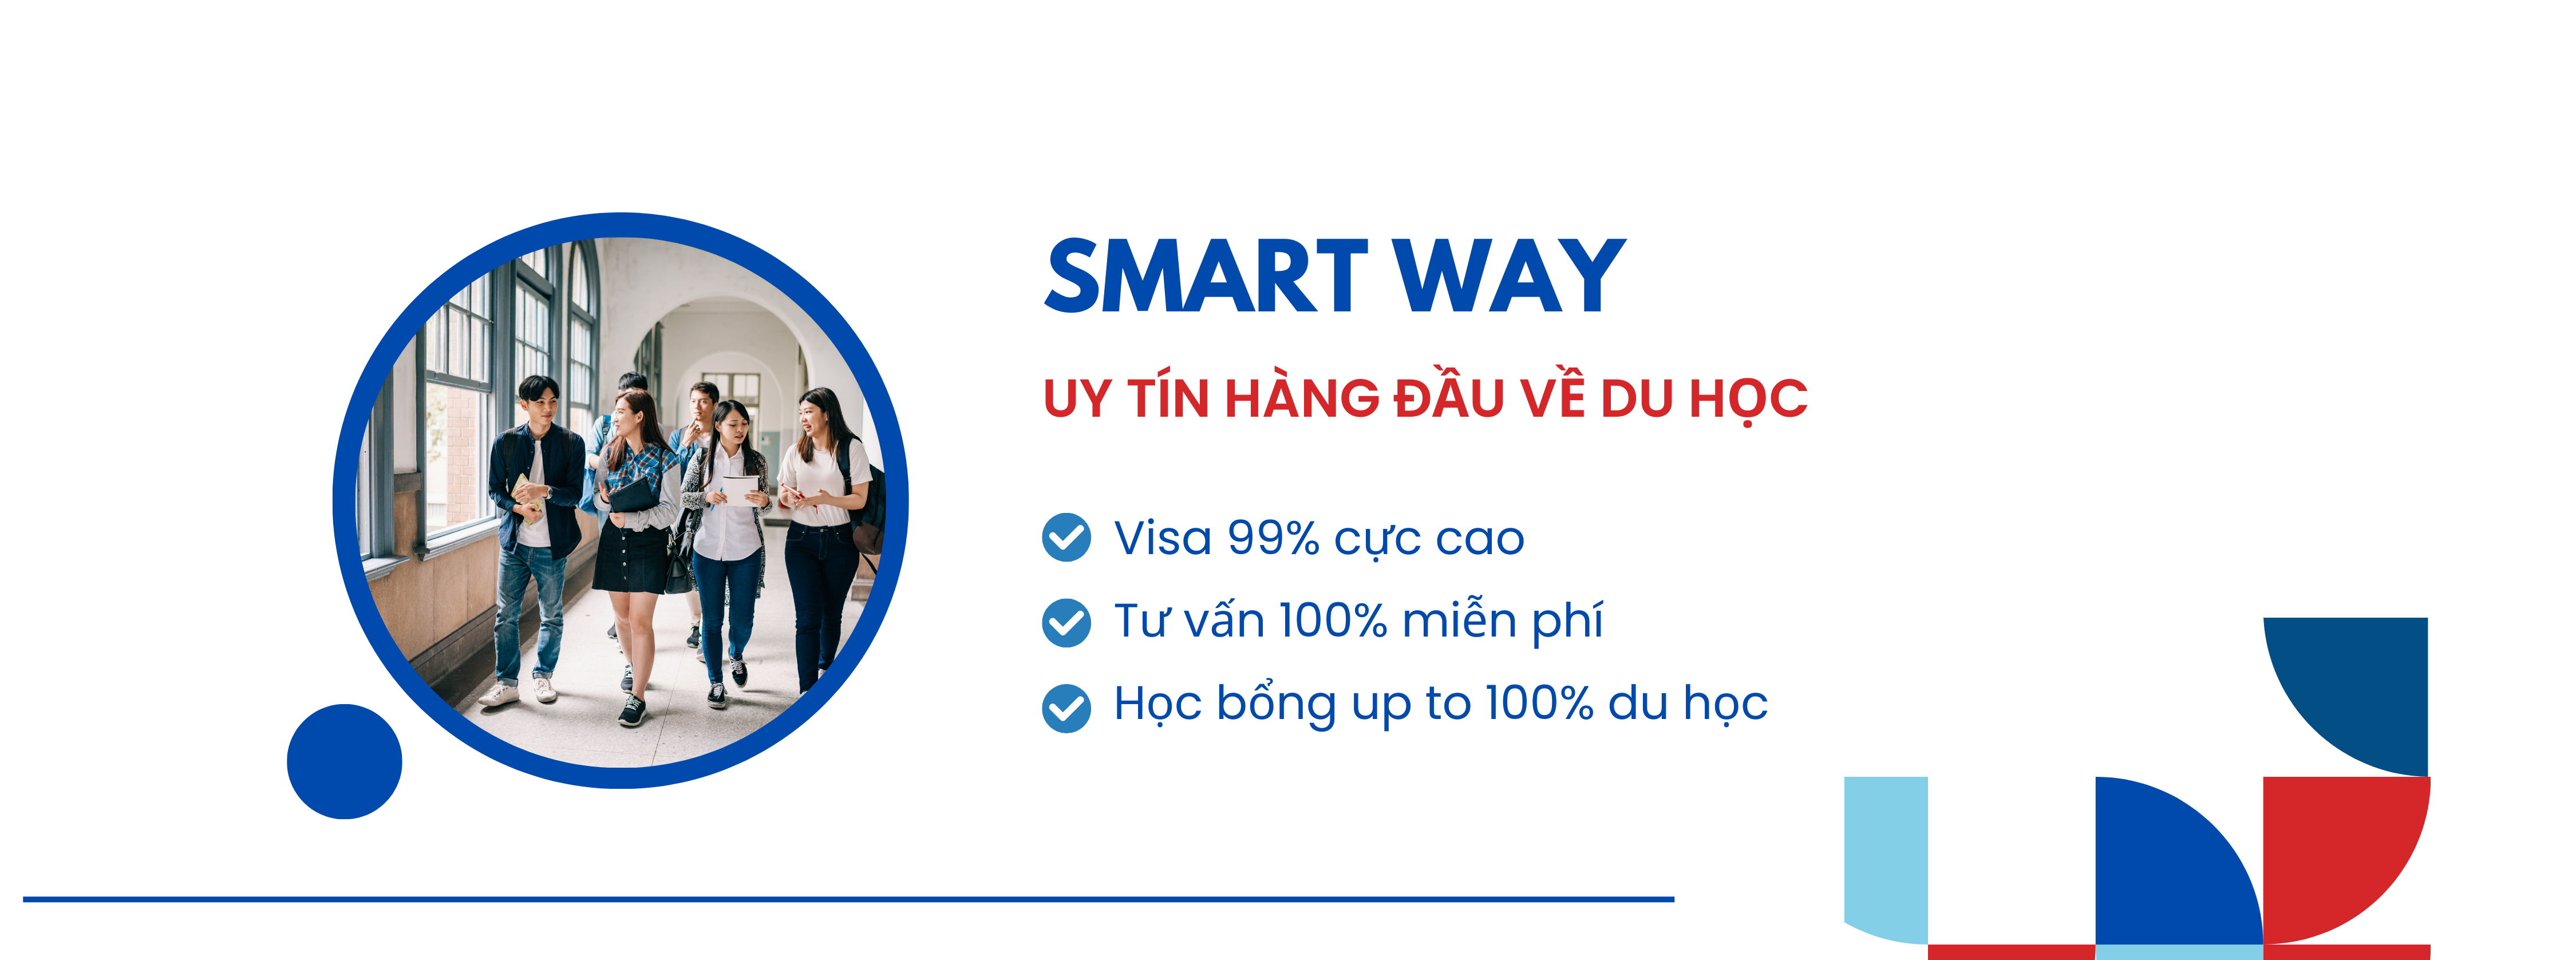 SMART WAY
UY TÍN HÀNG ĐẦU VỀ DU HỌC
Visa 99% cực cao
Tư vấn 100% miễn phí
Học bổng up to 100% du học